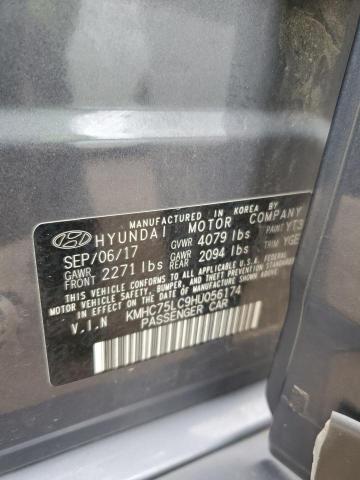 MANUFACTURED IN KOREA BY
HYUNDAI MOTOR COMPANY
SEP/06/17 GVWR 4079 lbs PAINT YT3
GAWR FRONT 2271 lbs GAWR REAR 2094 lbs TRIM YGE
THIS VEHICLE CONFORMS TO ALL APPLICABLE FEDERAL
MOTOR VEHICLE SAFETY, BUMPER, AND THEFT PREVENTION
STANDARDS IN EFFECT ON THE DATE OF MANUFACTURE SHOWN ABOVE.
V.I.N KMHC75LC9HU056174
PASSENGER CAR